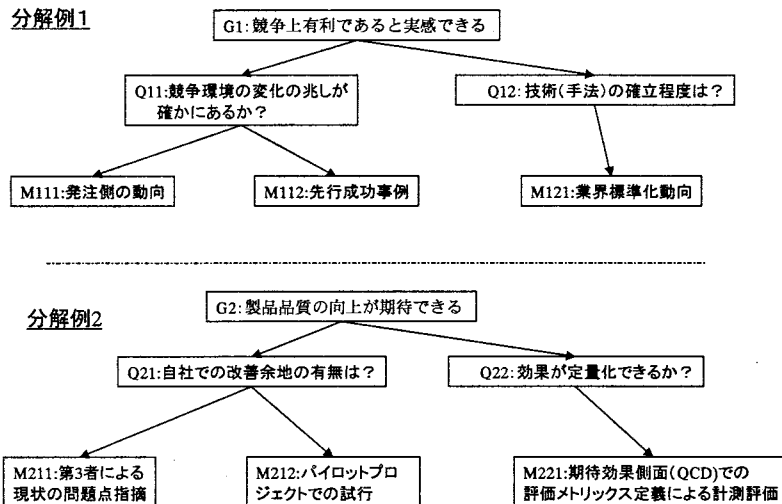 分解例1
G1:競争上有利であると実感できる
Q11:競争環境の変化の兆しが
確かにあるか?
Q12:技術(手法)の確立程度は?
M111:発注側の動向
M112:先行成功事例
M121:業界標準化動向
分解例2
G2:製品品質の向上が期待できる
Q21:自社での改善余地の有無は?
Q22:効果が定量化できるか?
M211:第3者による
現状の問題点指摘
M212:パイロットプロ
ジェクトでの試行
M221:期待効果側面(QCD)での
評価メトリックス定義による計測評価